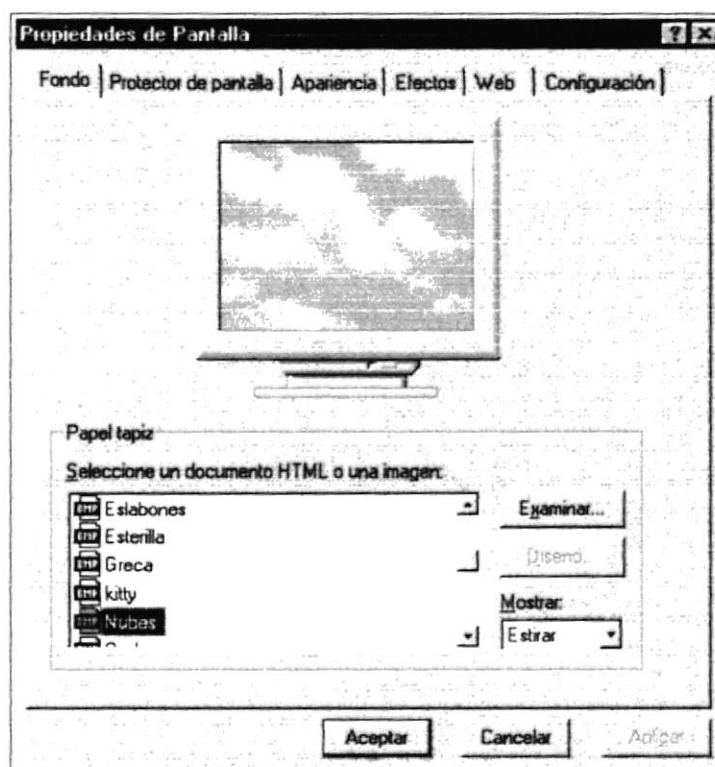 Propiedades de Pantalla
Fondo Protector de pantalla Apariencia Efectos Web Configuración
Papel tapiz
Seleccione un documento HTML o una imagen:
Eslabones
Esterilla
Greca
kitty
Nubes
Examinar...
Diseño...
Mostrar:
Estirar
Aceptar Cancelar Aplicar